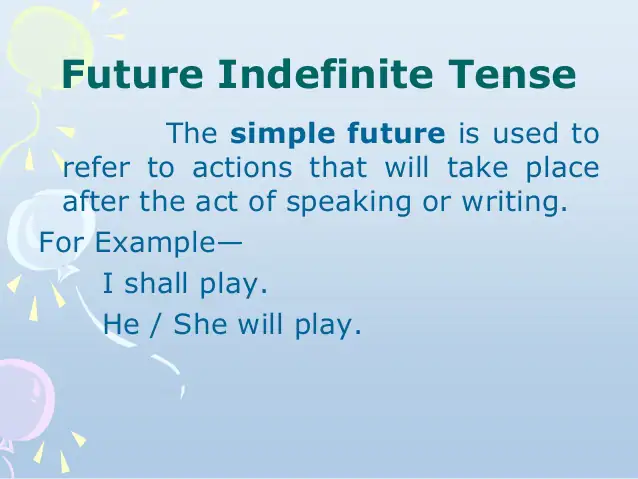 Future Indefinite Tense
The simple future is used to
refer to actions that will take place
after the act of speaking or writing.
For Example—
I shall play.
He / She will play.